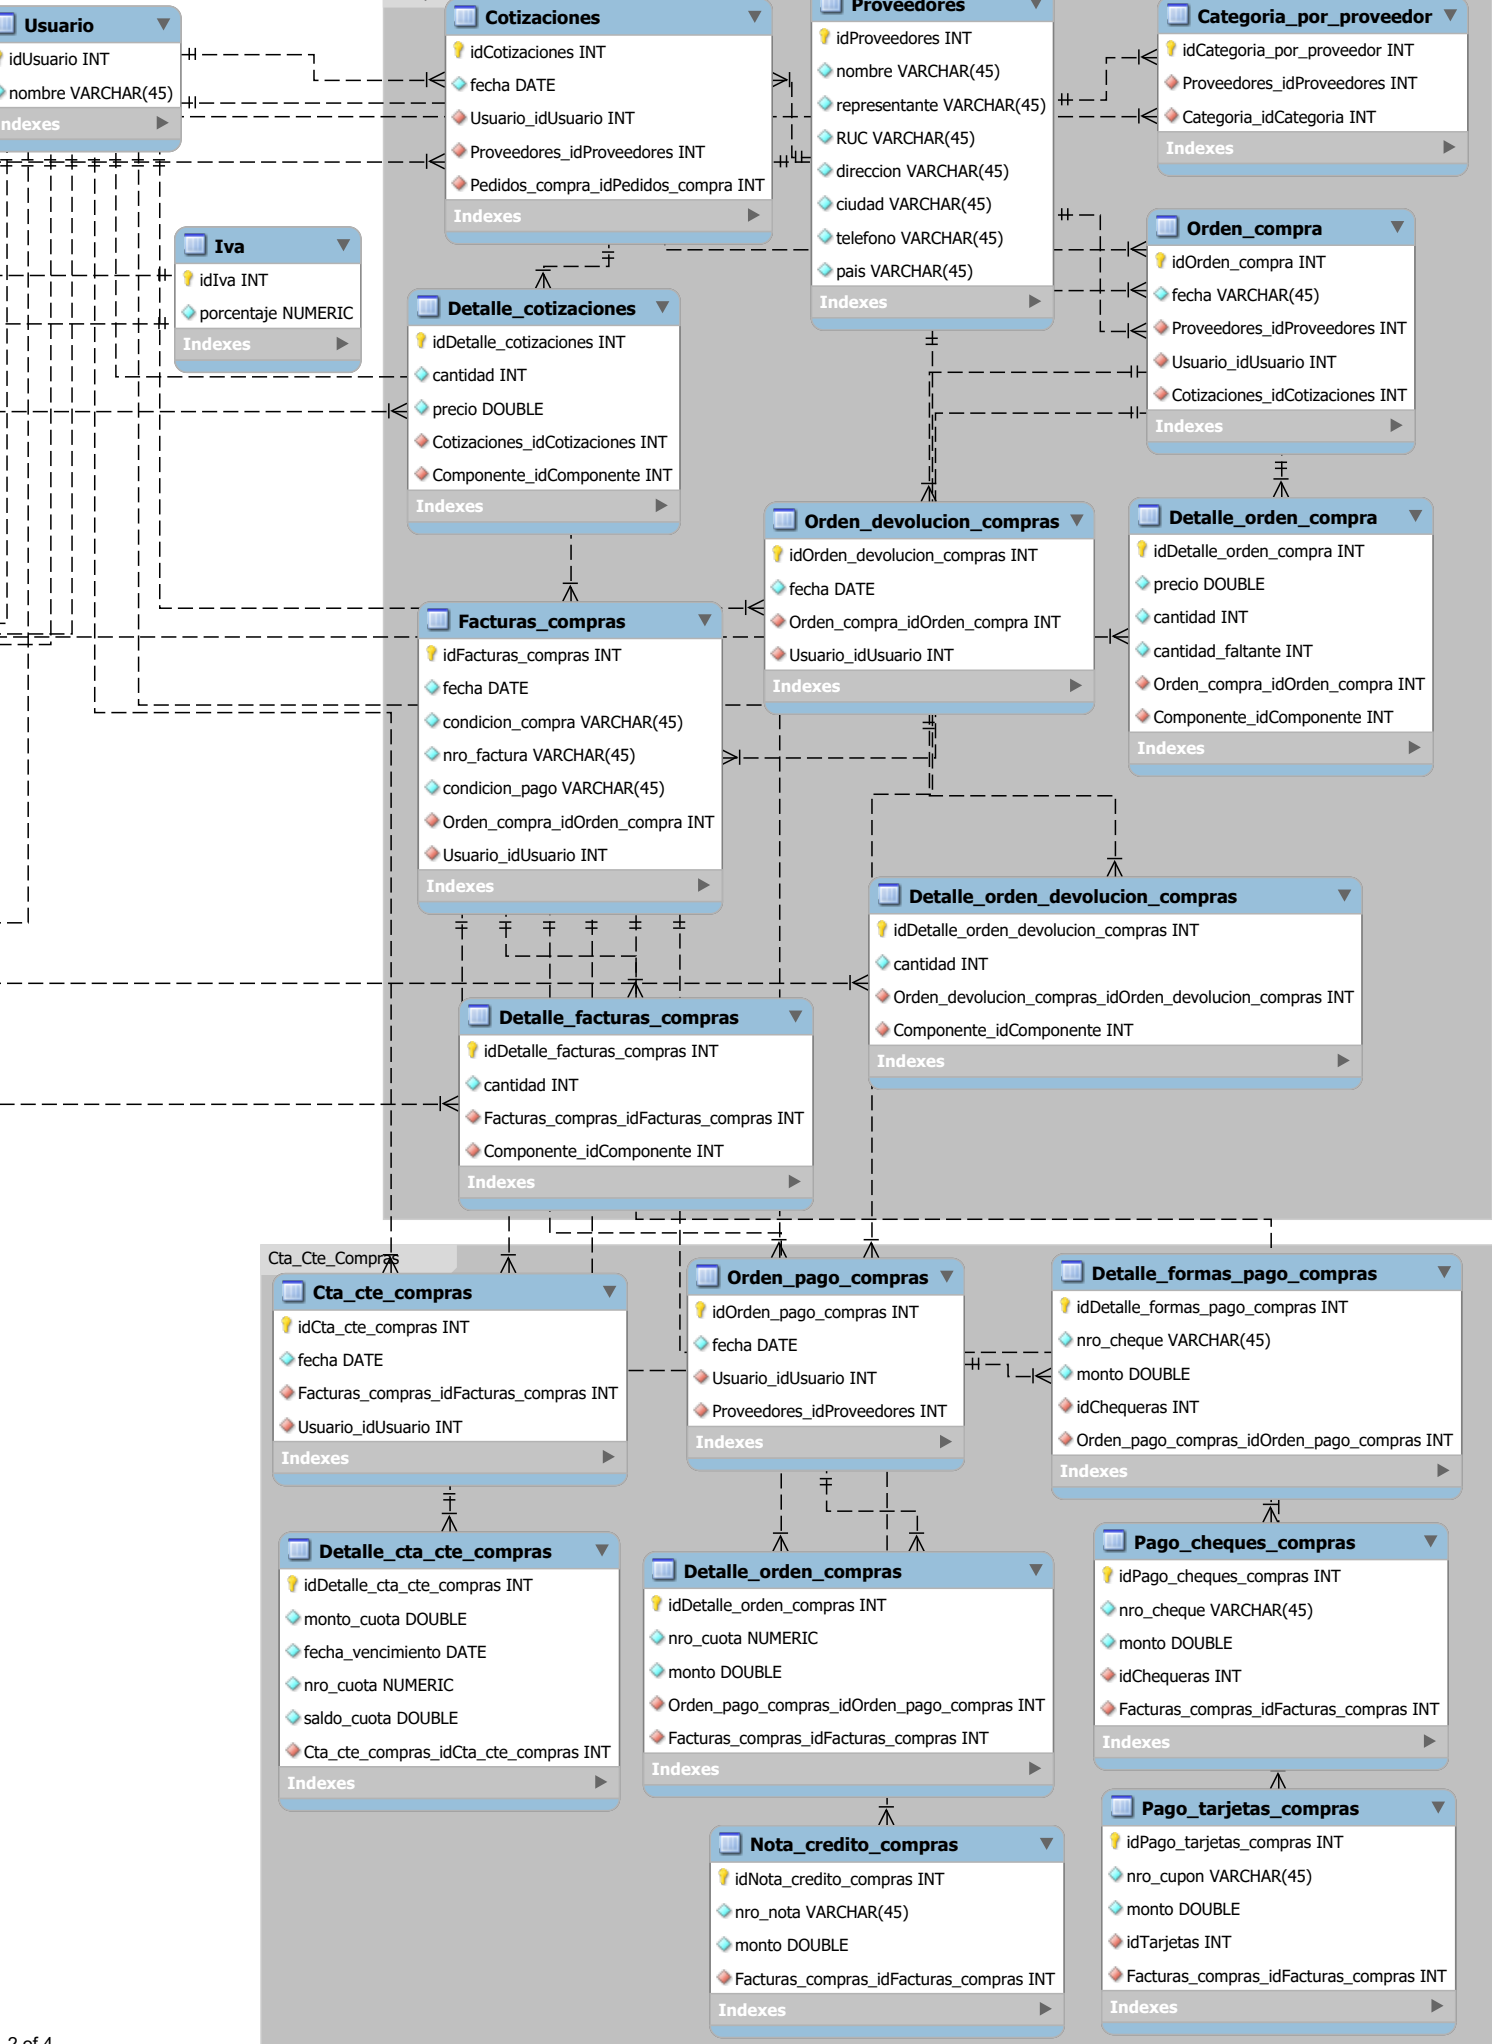 Usuario
idUsuario INT
nombre VARCHAR(45)
Indexes
Cotizaciones
idCotizaciones INT
fecha DATE
Usuario_idUsuario INT
Proveedores_idProveedores INT
Pedidos_compra_idPedidos_compra INT
Indexes
Proveedores
idProveedores INT
nombre VARCHAR(45)
representante VARCHAR(45)
RUC VARCHAR(45)
direccion VARCHAR(45)
ciudad VARCHAR(45)
telefono VARCHAR(45)
pais VARCHAR(45)
Indexes
Categoria_por_proveedor
idCategoria_por_proveedor INT
Proveedores_idProveedores INT
Categoria_idCategoria INT
Indexes
Iva
idIva INT
porcentaje NUMERIC
Indexes
Orden_compra
idOrden_compra INT
fecha VARCHAR(45)
Proveedores_idProveedores INT
Usuario_idUsuario INT
Cotizaciones_idCotizaciones INT
Indexes
Detalle_cotizaciones
idDetalle_cotizaciones INT
cantidad INT
precio DOUBLE
Cotizaciones_idCotizaciones INT
Componente_idComponente INT
Indexes
Orden_devolucion_compras
idOrden_devolucion_compras INT
fecha DATE
Orden_compra_idOrden_compra INT
Usuario_idUsuario INT
Indexes
Detalle_orden_compra
idDetalle_orden_compra INT
precio DOUBLE
cantidad INT
cantidad_faltante INT
Orden_compra_idOrden_compra INT
Componente_idComponente INT
Indexes
Facturas_compras
idFacturas_compras INT
fecha DATE
condicion_compra VARCHAR(45)
nro_factura VARCHAR(45)
condicion_pago VARCHAR(45)
Orden_compra_idOrden_compra INT
Usuario_idUsuario INT
Indexes
Detalle_orden_devolucion_compras
idDetalle_orden_devolucion_compras INT
cantidad INT
Orden_devolucion_compras_idOrden_devolucion_compras INT
Componente_idComponente INT
Indexes
Detalle_facturas_compras
idDetalle_facturas_compras INT
cantidad INT
Facturas_compras_idFacturas_compras INT
Componente_idComponente INT
Indexes
Cta_Cte_Compras
Cta_cte_compras
idCta_cte_compras INT
fecha DATE
Facturas_compras_idFacturas_compras INT
Usuario_idUsuario INT
Indexes
Orden_pago_compras
idOrden_pago_compras INT
fecha DATE
Usuario_idUsuario INT
Proveedores_idProveedores INT
Indexes
Detalle_formas_pago_compras
idDetalle_formas_pago_compras INT
nro_cheque VARCHAR(45)
monto DOUBLE
idChequeras INT
Orden_pago_compras_idOrden_pago_compras INT
Indexes
Detalle_cta_cte_compras
idDetalle_cta_cte_compras INT
monto_cuota DOUBLE
fecha_vencimiento DATE
nro_cuota NUMERIC
saldo_cuota DOUBLE
Cta_cte_compras_idCta_cte_compras INT
Indexes
Detalle_orden_compras
idDetalle_orden_compras INT
nro_cuota NUMERIC
monto DOUBLE
Orden_pago_compras_idOrden_pago_compras INT
Facturas_compras_idFacturas_compras INT
Indexes
Pago_cheques_compras
idPago_cheques_compras INT
nro_cheque VARCHAR(45)
monto DOUBLE
idChequeras INT
Facturas_compras_idFacturas_compras INT
Indexes
Nota_credito_compras
idNota_credito_compras INT
nro_nota VARCHAR(45)
monto DOUBLE
Facturas_compras_idFacturas_compras INT
Indexes
Pago_tarjetas_compras
idPago_tarjetas_compras INT
nro_cupon VARCHAR(45)
monto DOUBLE
idTarjetas INT
Facturas_compras_idFacturas_compras INT
Indexes
2 of 4